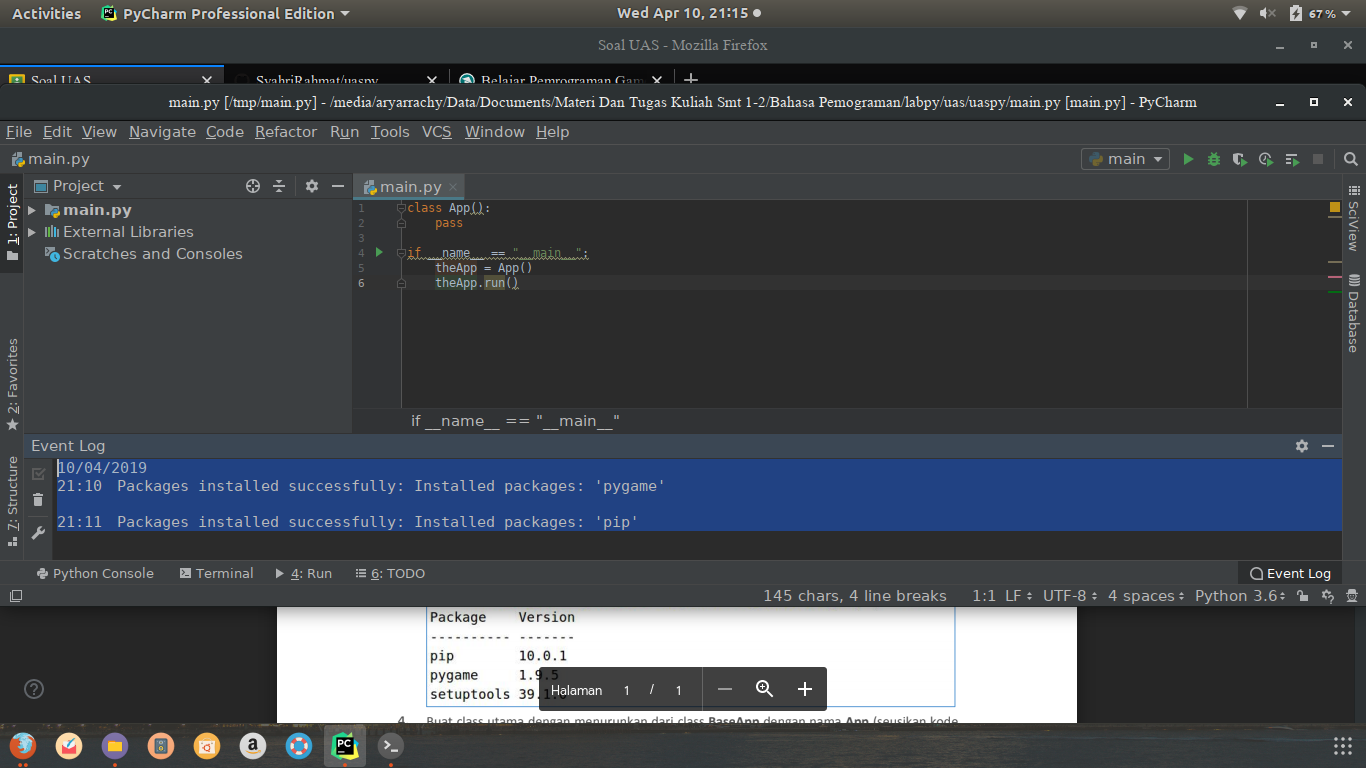 Activities PyCharm Professional Edition Wed Apr 10, 21:15 67%
Soal UAS - Mozilla Firefox
Soal UAS SyahriRahmat/uaspy Belajar Pemrograman Gam
main.py [/tmp/main.py] - /media/aryarrachy/Data/Documents/Materi Dan Tugas Kuliah Smt 1-2/Bahasa Pemograman/labpy/uas/uaspy/main.py [main.py] - PyCharm
File Edit View Navigate Code Refactor Run Tools VCS Window Help
main.py main
1: Project
Project
main.py
External Libraries
Scratches and Consoles
2: Favorites
7: Structure
main.py
1 class App():
2 pass
3
4 if __name__ == "__main__":
5 theApp = App()
6 theApp.run()
if __name__ == "__main__"
SciView
Database
Event Log
10/04/2019
21:10 Packages installed successfully: Installed packages: 'pygame'
21:11 Packages installed successfully: Installed packages: 'pip'
Python Console Terminal 4: Run 6: TODO Event Log
145 chars, 4 line breaks 1:1 LF UTF-8 4 spaces Python 3.6
Package Version
---------- -------
pip 10.0.1
pygame 1.9.5
setuptools 39.1.0
Halaman 1 / 1
4. Buat class utama dengan menurunkan dari class BaseApp dengan nama App (seusikan kode